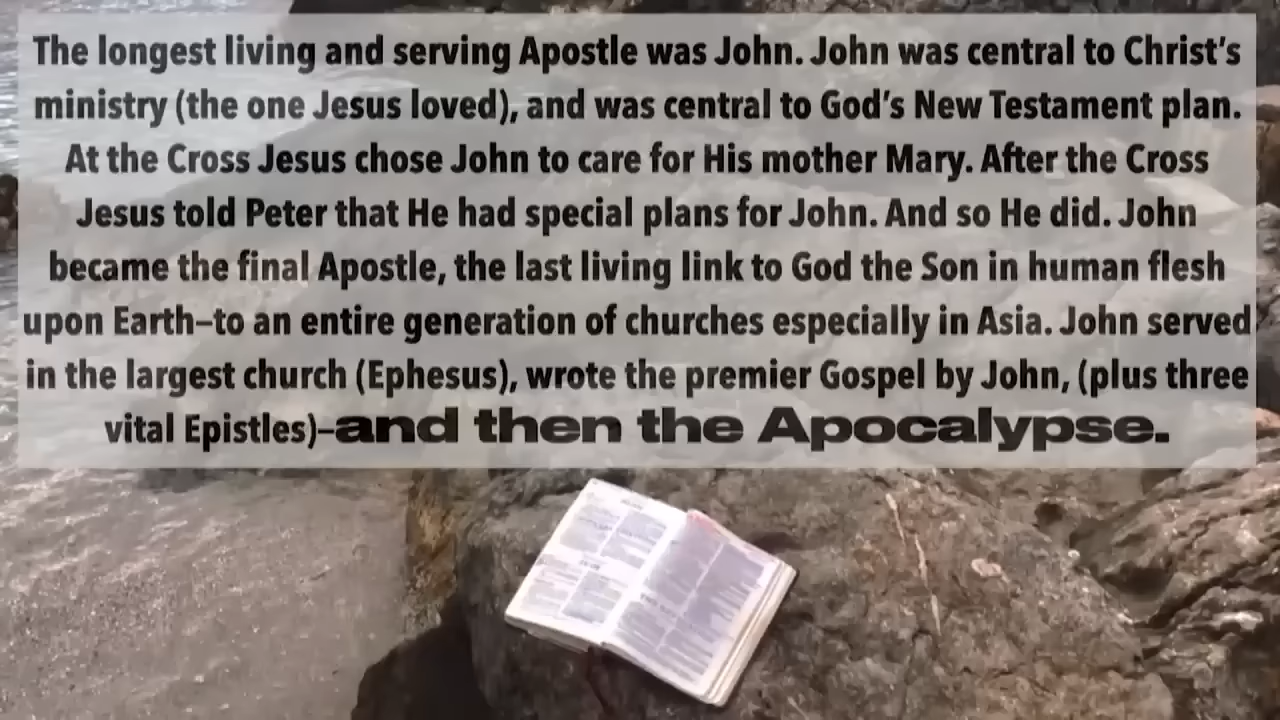 The longest living and serving Apostle was John. John was central to Christ's
ministry (the one Jesus loved), and was central to God's New Testament plan.
At the Cross Jesus chose John to care for His mother Mary. After the Cross
Jesus told Peter that He had special plans for John. And so He did. John
became the final Apostle, the last living link to God the Son in human flesh
upon Earth–to an entire generation of churches especially in Asia. John served
in the largest church (Ephesus), wrote the premier Gospel by John, (plus three
vital Epistles)–and then the Apocalypse.